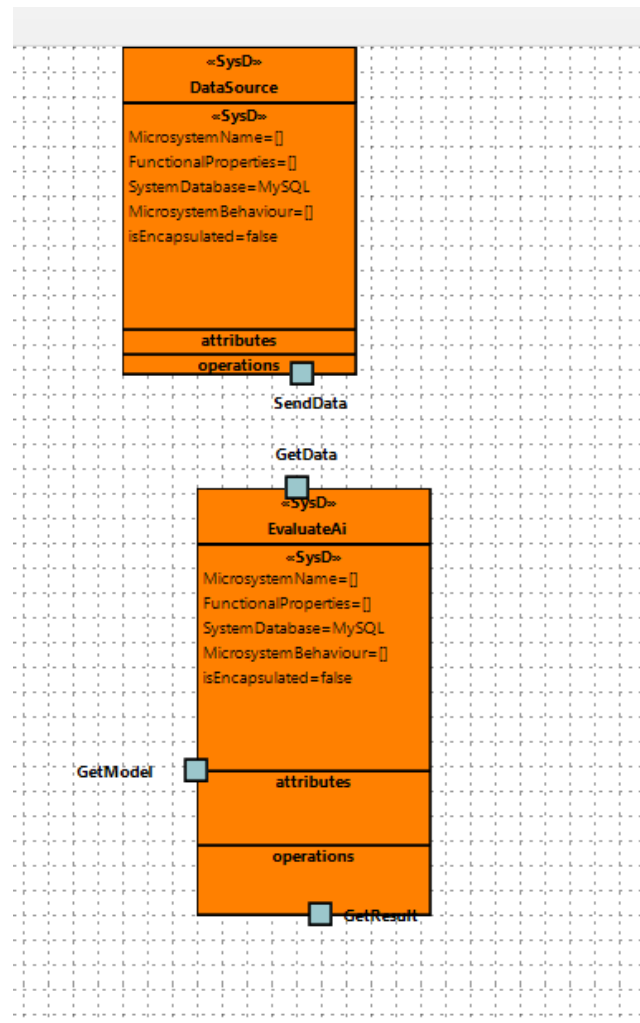 «SysD»
DataSource
«SysD»
MicrosystemName=[]
FunctionalProperties=[]
SystemDatabase=MySQL
MicrosystemBehaviour=[]
isEncapsulated=false
attributes
operations
SendData
GetData
«SysD»
EvaluateAi
«SysD»
MicrosystemName=[]
FunctionalProperties=[]
SystemDatabase=MySQL
MicrosystemBehaviour=[]
isEncapsulated=false
GetModel
attributes
operations
GetResult